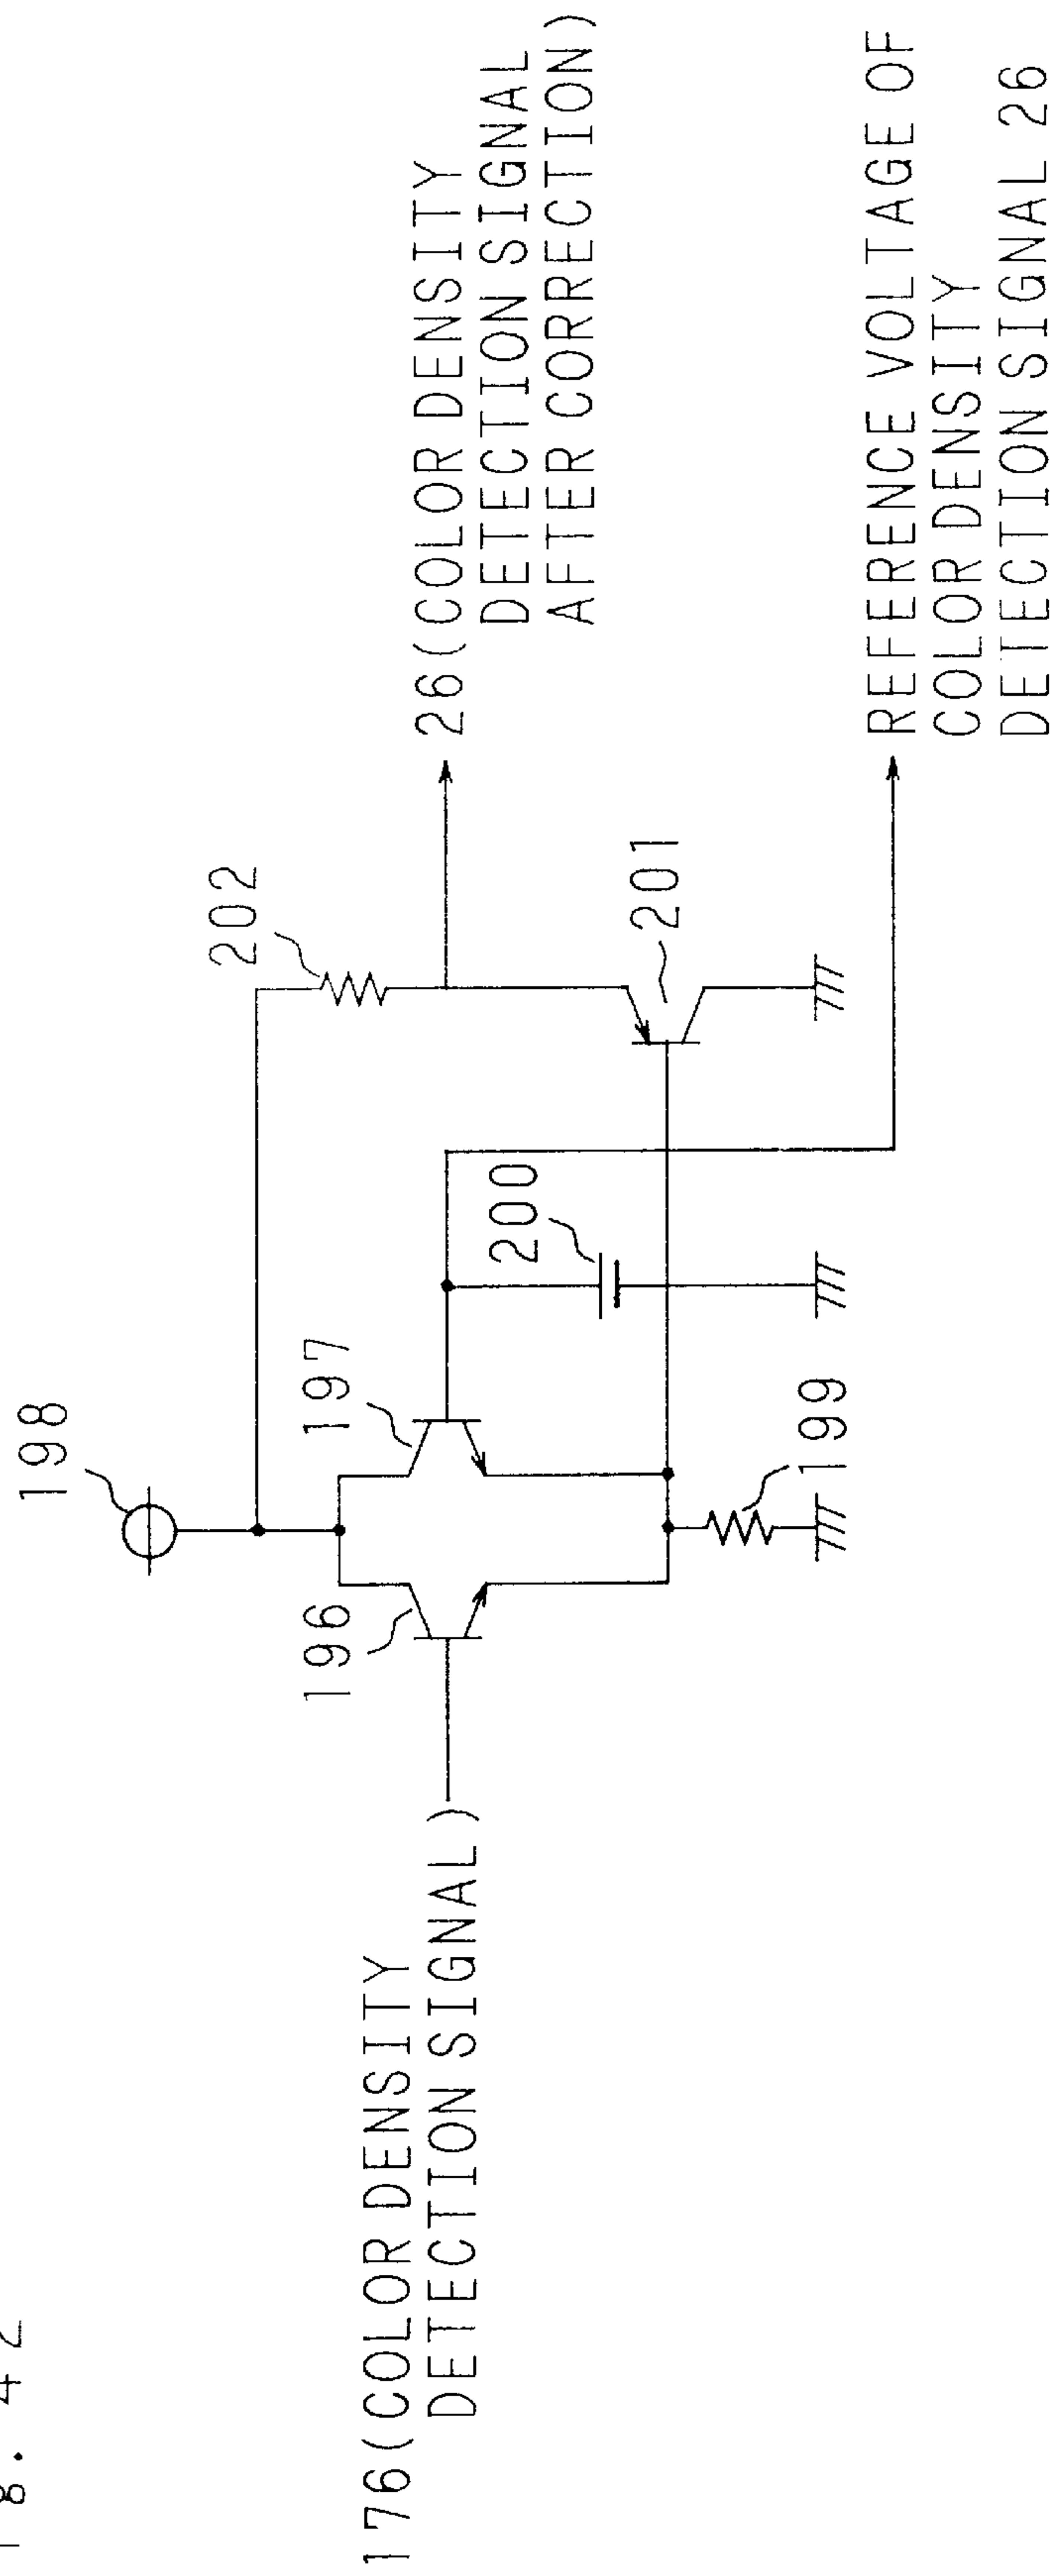 198
202
26(COLOR DENSITY
DETECTION SIGNAL
AFTER CORRECTION)
196
197
200
201
176(COLOR DENSITY
DETECTION SIGNAL)
199
REFERENCE VOLTAGE OF
COLOR DENSITY
DETECTION SIGNAL 26